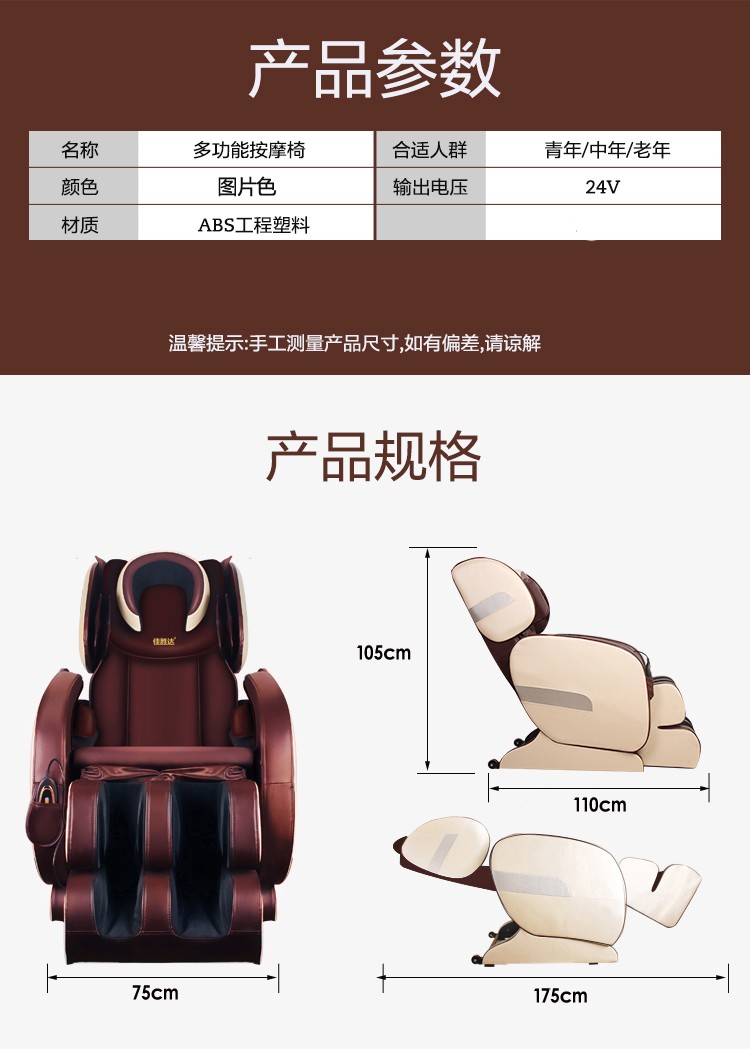 产品参数
名称 多功能按摩椅 合适人群 青年/中年/老年
颜色 图片色 输出电压 24V
材质 ABS工程塑料
温馨提示:手工测量产品尺寸,如有偏差,请谅解
产品规格
佳胜达
105cm
110cm
75cm
175cm